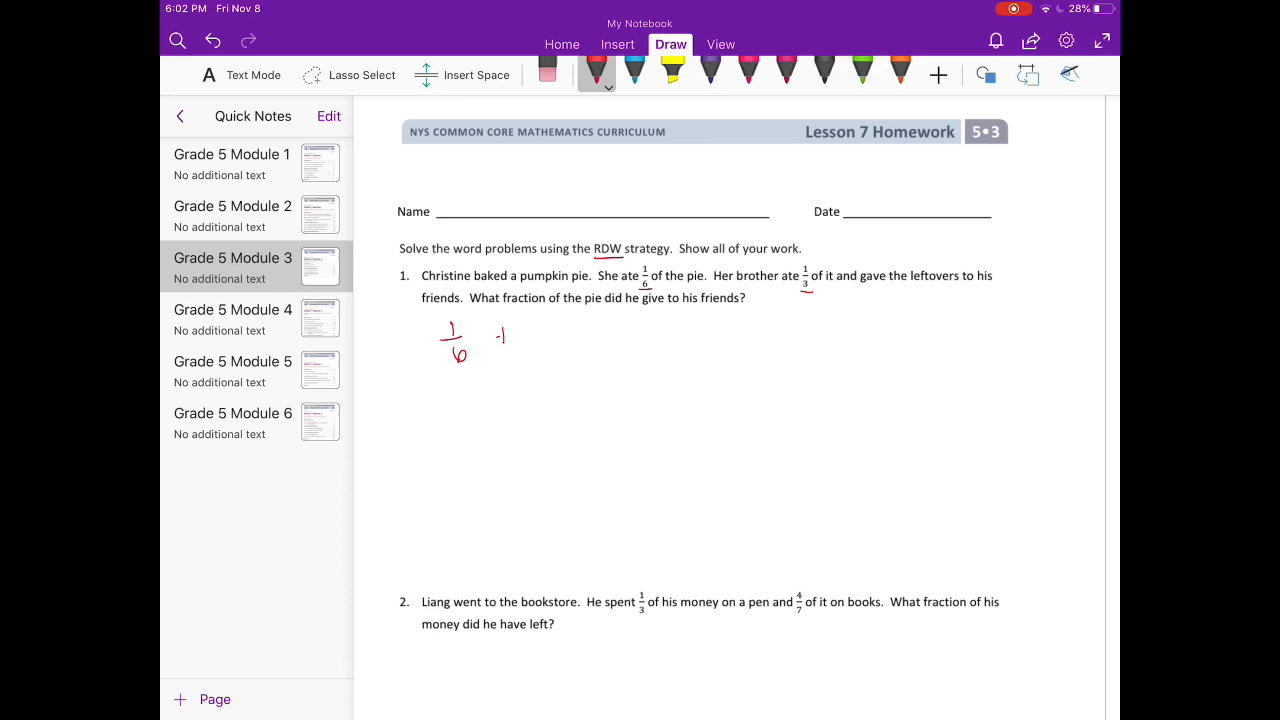 6:02 PM Fri Nov 8 28%
My Notebook
Home Insert Draw View
A Text Mode Lasso Select Insert Space
Quick Notes Edit
Grade 5 Module 1
No additional text
Grade 5 Module 2
No additional text
Grade 5 Module 3
No additional text
Grade 5 Module 4
No additional text
Grade 5 Module 5
No additional text
Grade 5 Module 6
No additional text
+ Page
NYS COMMON CORE MATHEMATICS CURRICULUM Lesson 7 Homework 5•3
Name Date
Solve the word problems using the RDW strategy. Show all of your work.
1. Christine baked a pumpkin pie. She ate 1/6 of the pie. Her brother ate 1/3 of it and gave the leftovers to his
friends. What fraction of the pie did he give to his friends?
1/6 +
2. Liang went to the bookstore. He spent 1/3 of his money on a pen and 4/7 of it on books. What fraction of his
money did he have left?